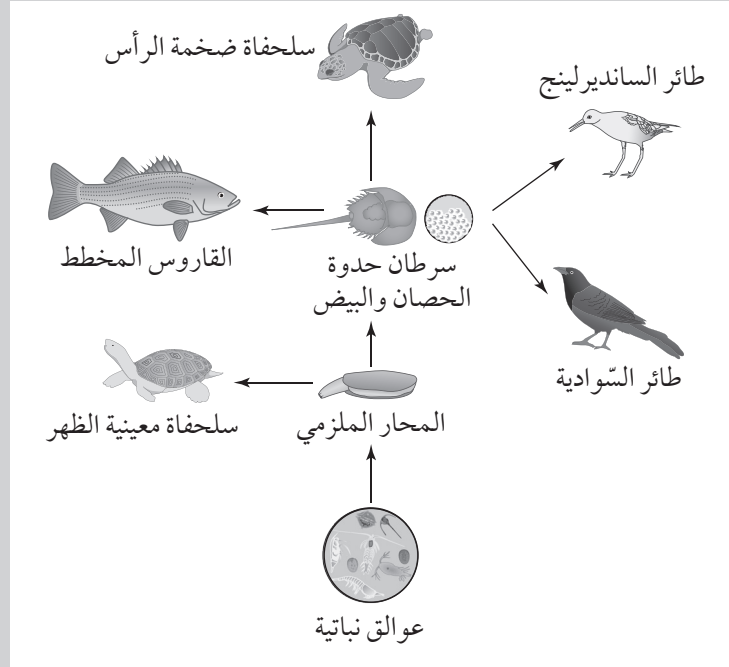 سلحفاة ضخمة الرأس
طائر السانديرلينج
القاروس المخطط
سرطان حدوة
الحصان والبيض
طائر السّوادية
سلحفاة معينية الظهر
المحار الملزمي
عوالق نباتية